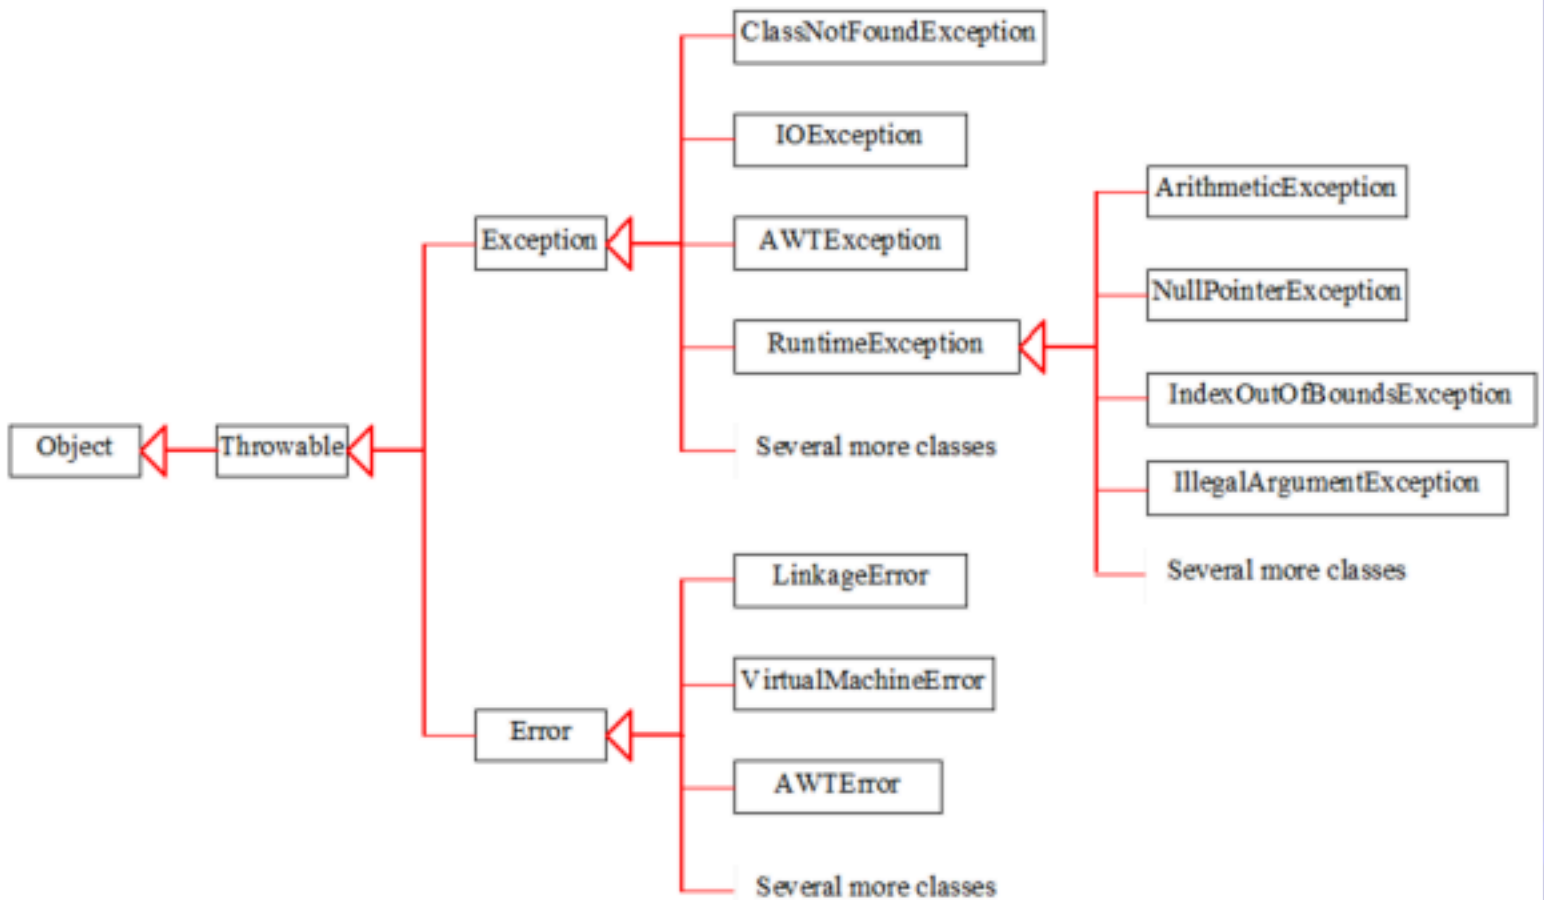 Object
Throwable
Exception
ClassNotFoundException
IOException
AWTException
RuntimeException
Several more classes
ArithmeticException
NullPointerException
IndexOutOfBoundsException
IllegalArgumentException
Several more classes
Error
LinkageError
VirtualMachineError
AWTError
Several more classes